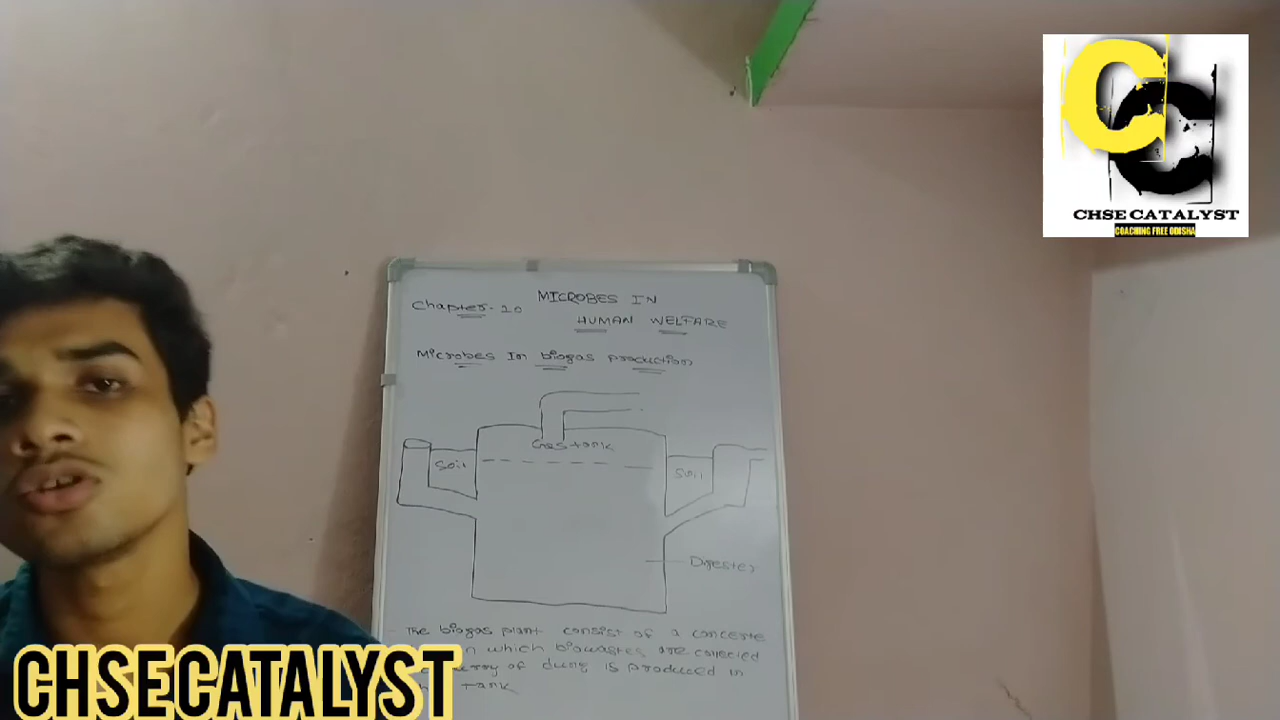 CHSE CATALYST
COACHING FREE ODISHA
Chapter-10 MICROBES IN
HUMAN WELFARE
Microbes In biogas production
Gas tank
Soil
Soil
Digester
The biogas plant consist of a concrete
in which biowastes are collected
of dung is produced in
tank
CHSECATALYST